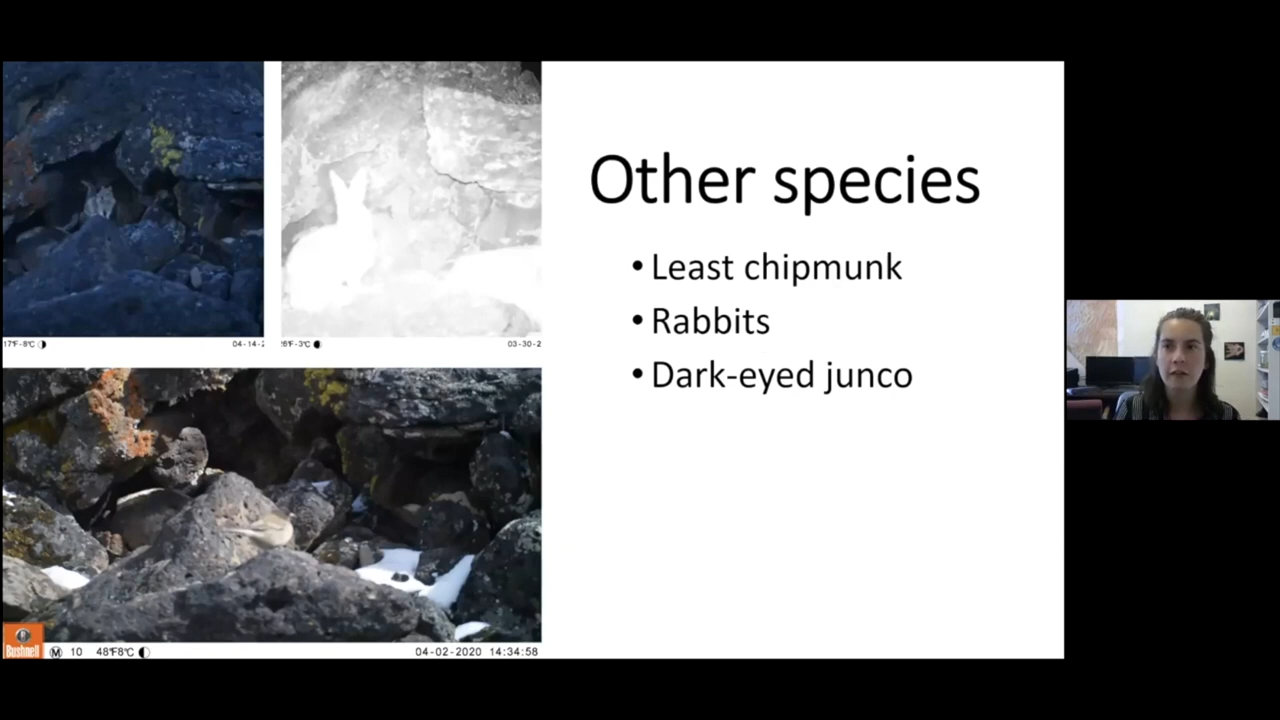 Other species
• Least chipmunk
• Rabbits
• Dark-eyed junco
17°F-8°C
04-14-2
6°F-3°C
03-30-2
Bushnell
M 10 48°F8°C 04-02-2020 14:34:58